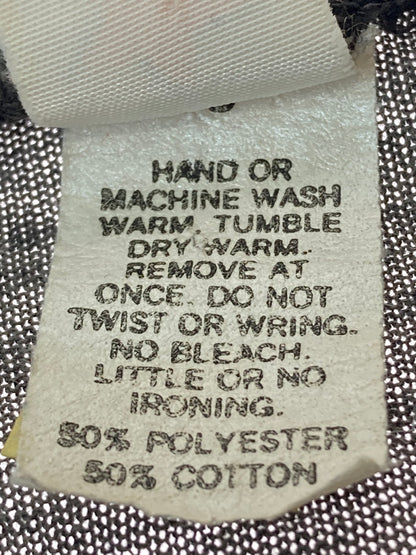 HAND OR
MACHINE WASH
WARM. TUMBLE
DRY WARM.
REMOVE AT
ONCE. DO NOT
TWIST OR WRING.
NO BLEACH.
LITTLE OR NO
IRONING.
50% POLYESTER
50% COTTON